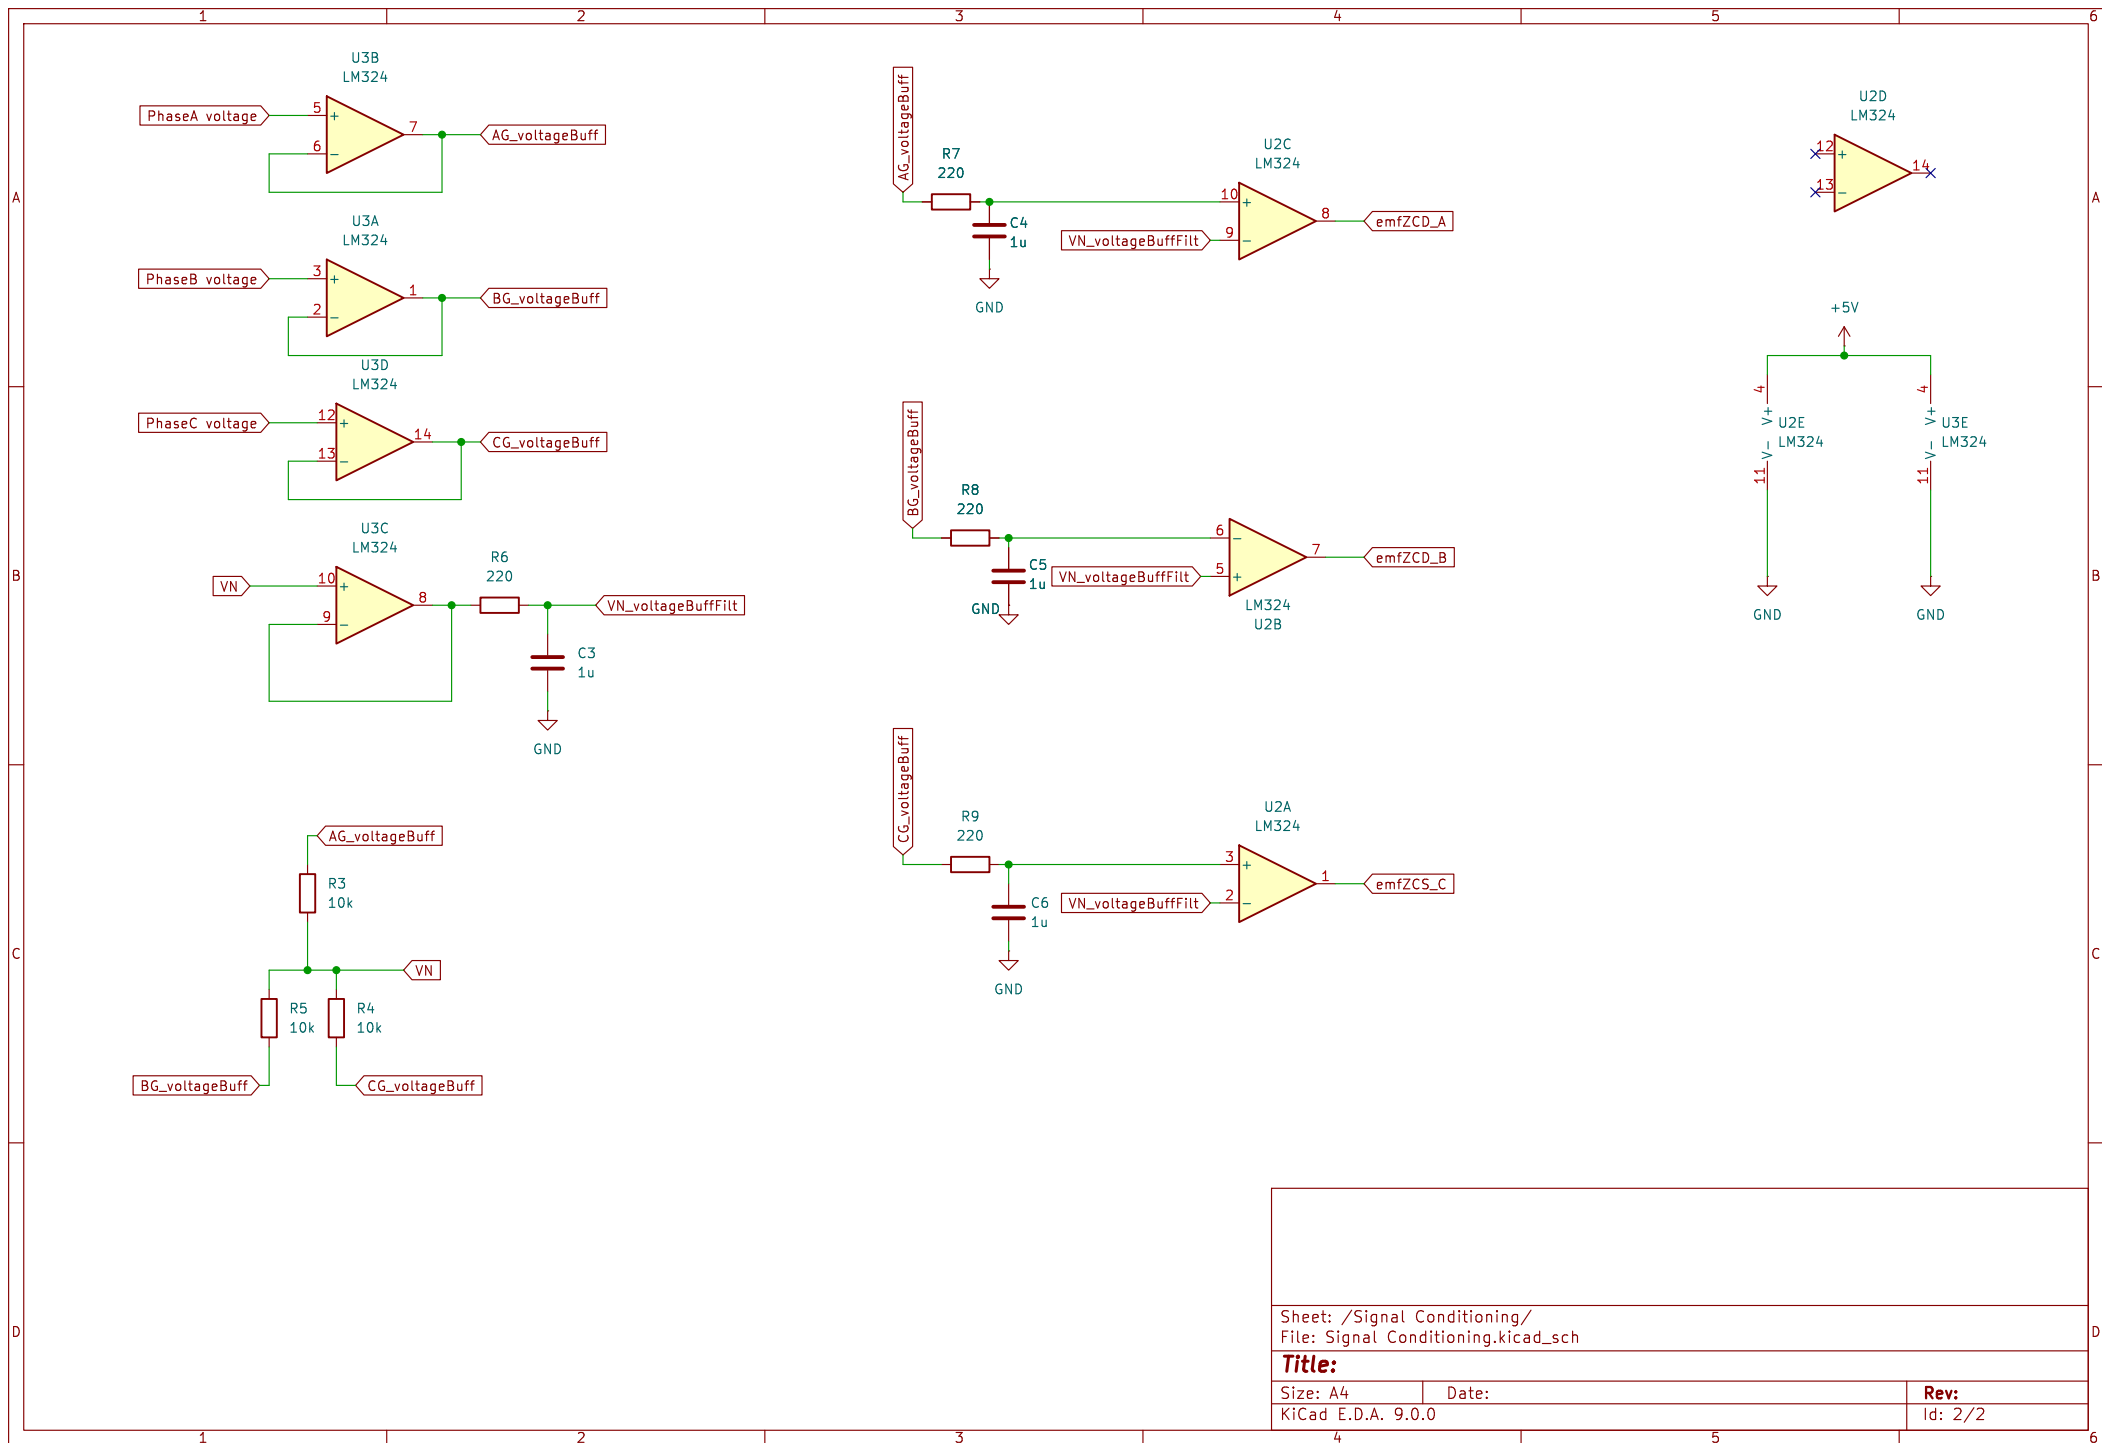 1 2 3 4 5 6
A
B
C
D
U3B
LM324
PhaseA voltage
5
+
6
−
7
AG_voltageBuff
U3A
LM324
PhaseB voltage
3
+
2
−
1
BG_voltageBuff
U3D
LM324
PhaseC voltage
12
+
13
−
14
CG_voltageBuff
U3C
LM324
VN
10
+
9
−
8
R6
220
VN_voltageBuffFilt
C3
1u
GND
AG_voltageBuff
R3
10k
VN
R5
10k
R4
10k
BG_voltageBuff
CG_voltageBuff
AG_voltageBuff
R7
220
C4
1u
GND
VN_voltageBuffFilt
U2C
LM324
10
+
9
−
8
emfZCD_A
BG_voltageBuff
R8
220
C5
1u
GND
VN_voltageBuffFilt
6
−
5
+
7
LM324
U2B
emfZCD_B
CG_voltageBuff
R9
220
C6
1u
GND
VN_voltageBuffFilt
U2A
LM324
3
+
2
−
1
emfZCS_C
U2D
LM324
12
+
13
−
14
+5V
4
V+
V−
11
U2E
LM324
GND
4
V+
V−
11
U3E
LM324
GND
A
B
C
D
Sheet: /Signal Conditioning/
File: Signal Conditioning.kicad_sch
Title:
Size: A4 Date: Rev:
KiCad E.D.A. 9.0.0 Id: 2/2
1 2 3 4 5 6